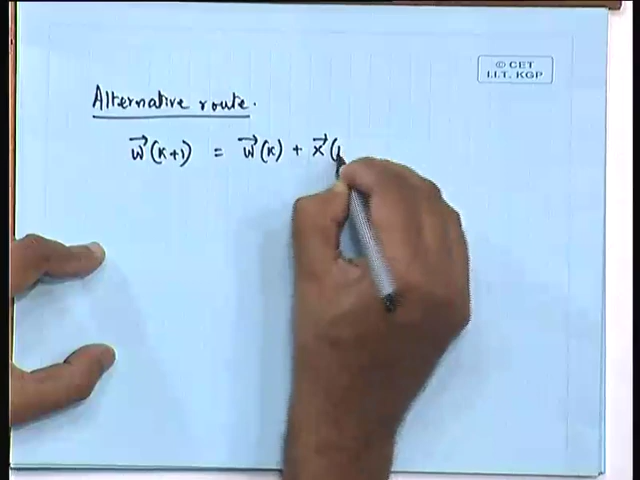 © CET
I.I.T. KGP
Alternative route.
w⃗(k+1) = w⃗(k) + x⃗(